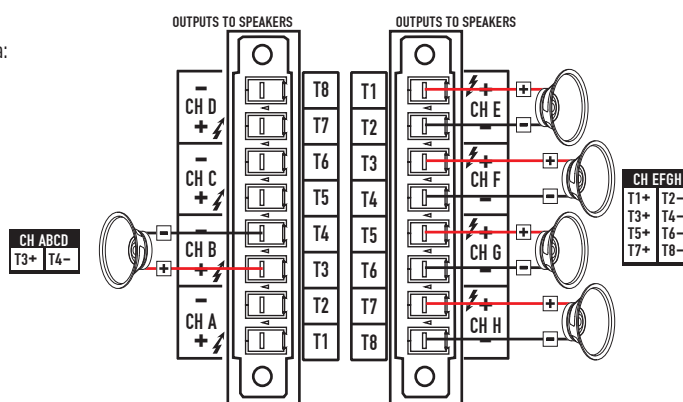 OUTPUTS TO SPEAKERS
OUTPUTS TO SPEAKERS
a:
−
CH D
+
−
CH C
+
−
CH B
+
−
CH A
+
T8
T7
T6
T5
T4
T3
T2
T1
T1
T2
T3
T4
T5
T6
T7
T8
+
CH E
−
+
CH F
−
+
CH G
−
+
CH H
−
−
+
+
−
+
−
+
−
+
−
CH ABCD
T3+ T4−
CH EFGH
T1+ T2−
T3+ T4−
T5+ T6−
T7+ T8−